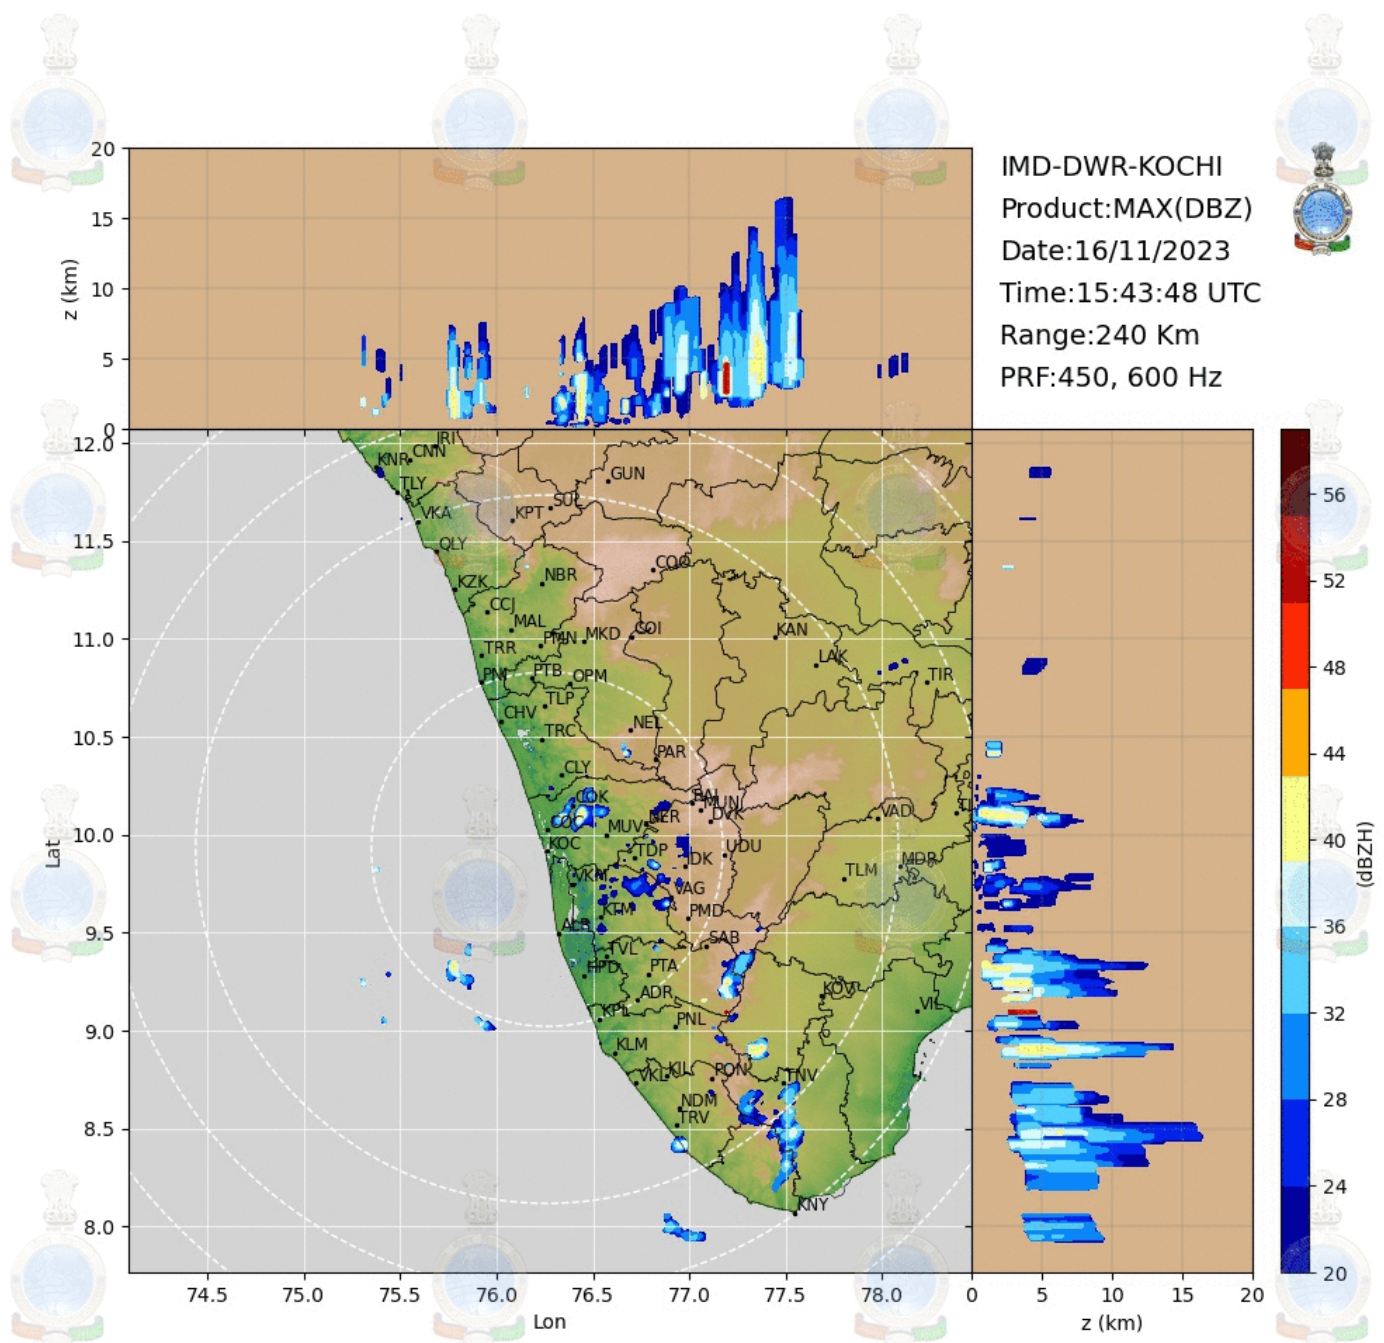 IMD-DWR-KOCHI
Product:MAX(DBZ)
Date:16/11/2023
Time:15:43:48 UTC
Range:240 Km
PRF:450, 600 Hz
20
15
10
5
0
z (km)
12.0
11.5
11.0
10.5
10.0
9.5
9.0
8.5
8.0
Lat
IRI
CNN
KNR
TLY
GUN
SUL
VKA
KPT
QLY
COO
NBR
KZK
CCJ
MAL
MKD
COI
KAN
TRR
LAK
PNI
PTB
OPM
TIR
TLP
CHV
NEL
TRC
PAR
CLY
COK
MUNI
DVK
VAD
NER
MUV
KOC
TDP
UDU
IDK
MDR
TLM
VKM
VAG
KTM
PMD
ALP
SAB
TVL
HPD
PTA
ADR
KOV
VIL
KPL
PNL
KLM
VKL
KIL
PON
TNV
NDM
TRV
KNY
74.5 75.0 75.5 76.0 76.5 77.0 77.5 78.0
Lon
0 5 10 15 20
z (km)
56
52
48
44
40
36
32
28
24
20
(dBZH)